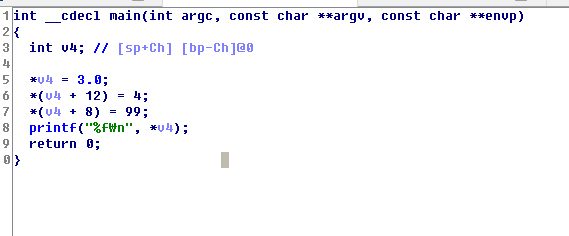 1 int __cdecl main(int argc, const char **argv, const char **envp)
2 {
3 int v4; // [sp+Ch] [bp-Ch]@0
4
5 *v4 = 3.0;
6 *(v4 + 12) = 4;
7 *(v4 + 8) = 99;
8 printf("%f₩n", *v4);
9 return 0;
0 }